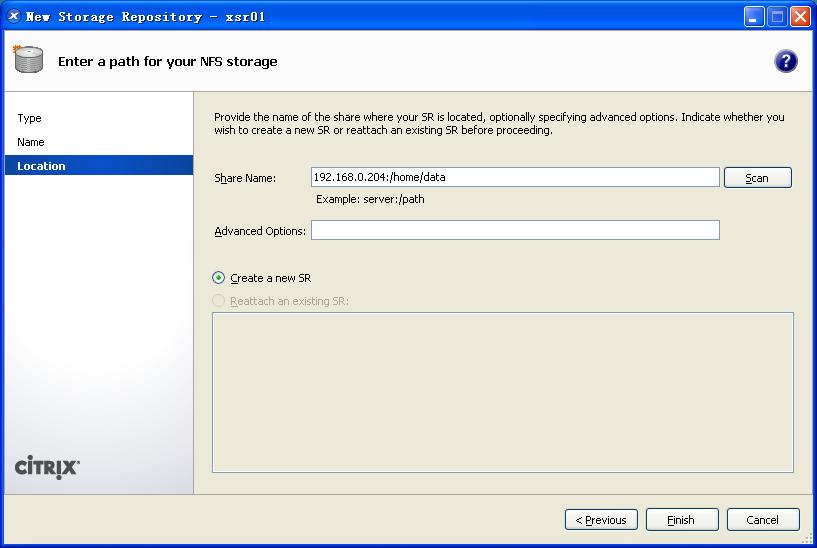 New Storage Repository - xsr01
Enter a path for your NFS storage
?
Type
Name
Location
Provide the name of the share where your SR is located, optionally specifying advanced options. Indicate whether you
wish to create a new SR or reattach an existing SR before proceeding.
Share Name: 192.168.0.204:/home/data Scan
Example: server:/path
Advanced Options:
Create a new SR
Reattach an existing SR:
CITRIX
< Previous Finish Cancel